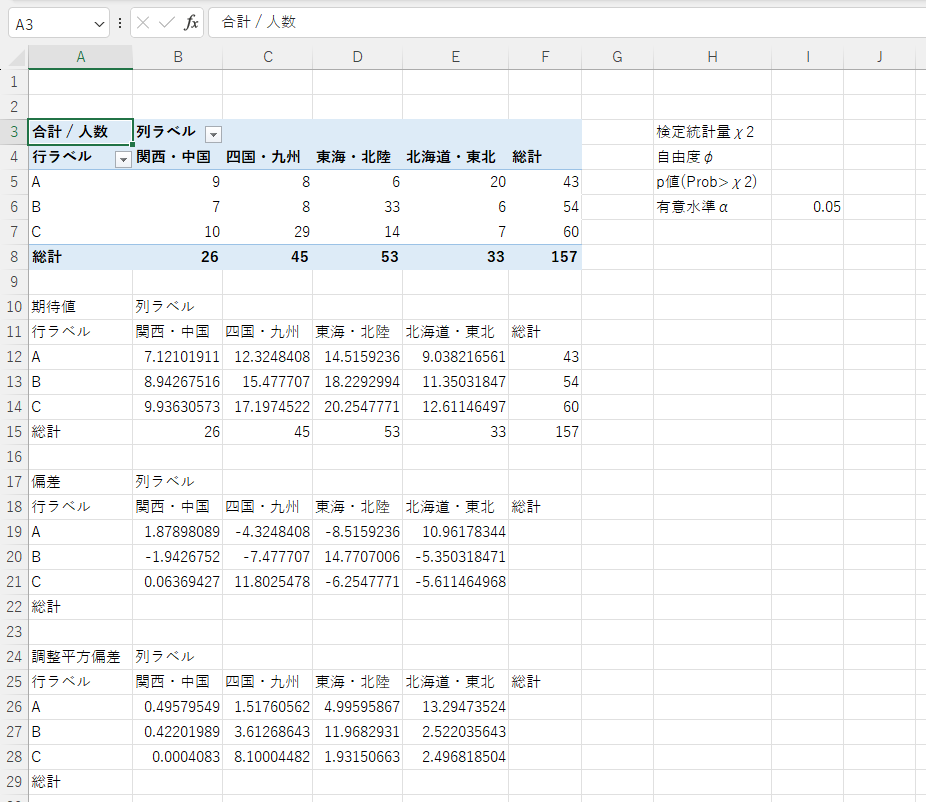 A3 fx 合計 / 人数
A B C D E F G H I J
1
2
3 合計 / 人数 列ラベル 検定統計量χ2
4 行ラベル 関西・中国 四国・九州 東海・北陸 北海道・東北 総計 自由度φ
5 A 9 8 6 20 43 p値(Prob>χ2)
6 B 7 8 33 6 54 有意水準α 0.05
7 C 10 29 14 7 60
8 総計 26 45 53 33 157
9
10 期待値 列ラベル
11 行ラベル 関西・中国 四国・九州 東海・北陸 北海道・東北 総計
12 A 7.12101911 12.3248408 14.5159236 9.038216561 43
13 B 8.94267516 15.477707 18.2292994 11.35031847 54
14 C 9.93630573 17.1974522 20.2547771 12.61146497 60
15 総計 26 45 53 33 157
16
17 偏差 列ラベル
18 行ラベル 関西・中国 四国・九州 東海・北陸 北海道・東北 総計
19 A 1.87898089 -4.3248408 -8.5159236 10.96178344
20 B -1.9426752 -7.477707 14.7707006 -5.350318471
21 C 0.06369427 11.8025478 -6.2547771 -5.611464968
22 総計
23
24 調整平方偏差 列ラベル
25 行ラベル 関西・中国 四国・九州 東海・北陸 北海道・東北 総計
26 A 0.49579549 1.51760562 4.99595867 13.29473524
27 B 0.42201989 3.61268643 11.9682931 2.522035643
28 C 0.0004083 8.10004482 1.93150663 2.496818504
29 総計